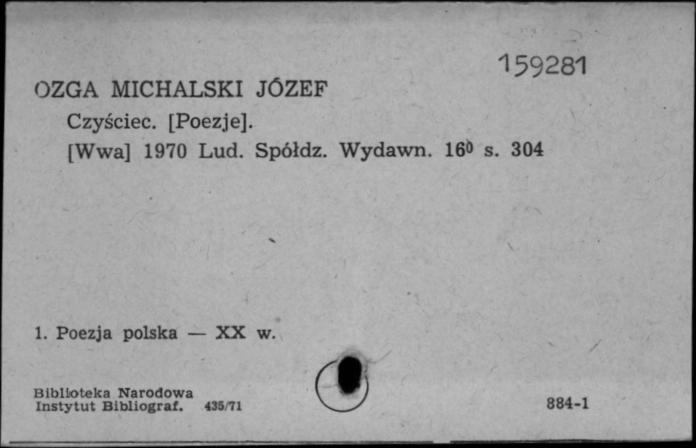 159281
OZGA MICHALSKI JÓZEF
Czyściec. [Poezje].
[Wwa] 1970 Lud. Spółdz. Wydawn. 16⁰ s. 304
1. Poezja polska — XX w.
Biblioteka Narodowa
Instytut Bibliograf. 435/71
884-1